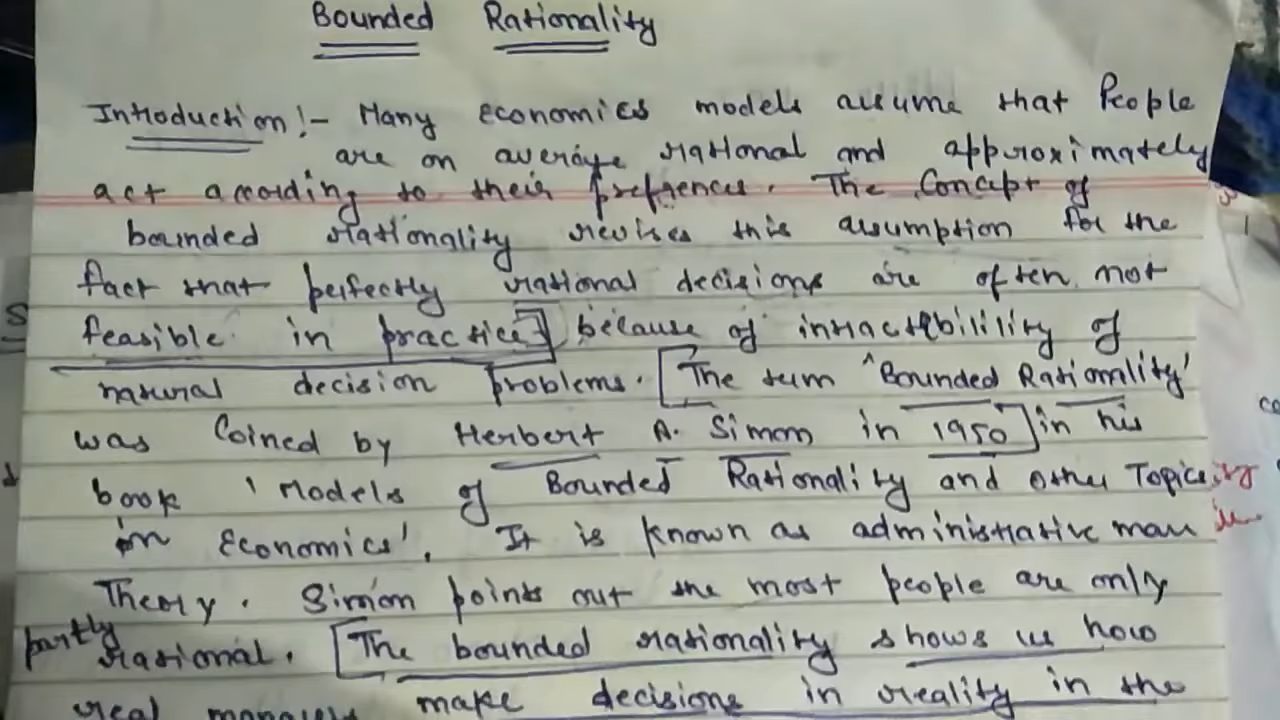 Bounded Rationality
Introduction!- Many Economics models assume that People
are on average rational and approximately
act according to their prefrences. The Concept of
bounded rationality revises this assumption for the
fact that perfectly rational decisions are often not
feasible in practice] because of intractibilility of
natural decision problems. [The term 'Bounded Rationality'
was Coined by Herbert A. Simon in 1950] in his
book 'Models of Bounded Rationality and other Topics
in Economics'. It is known as administrative man
Theory. Simon points out the most people are only
partly rational. [The bounded rationality shows us how
real managers make decisions in reality in the